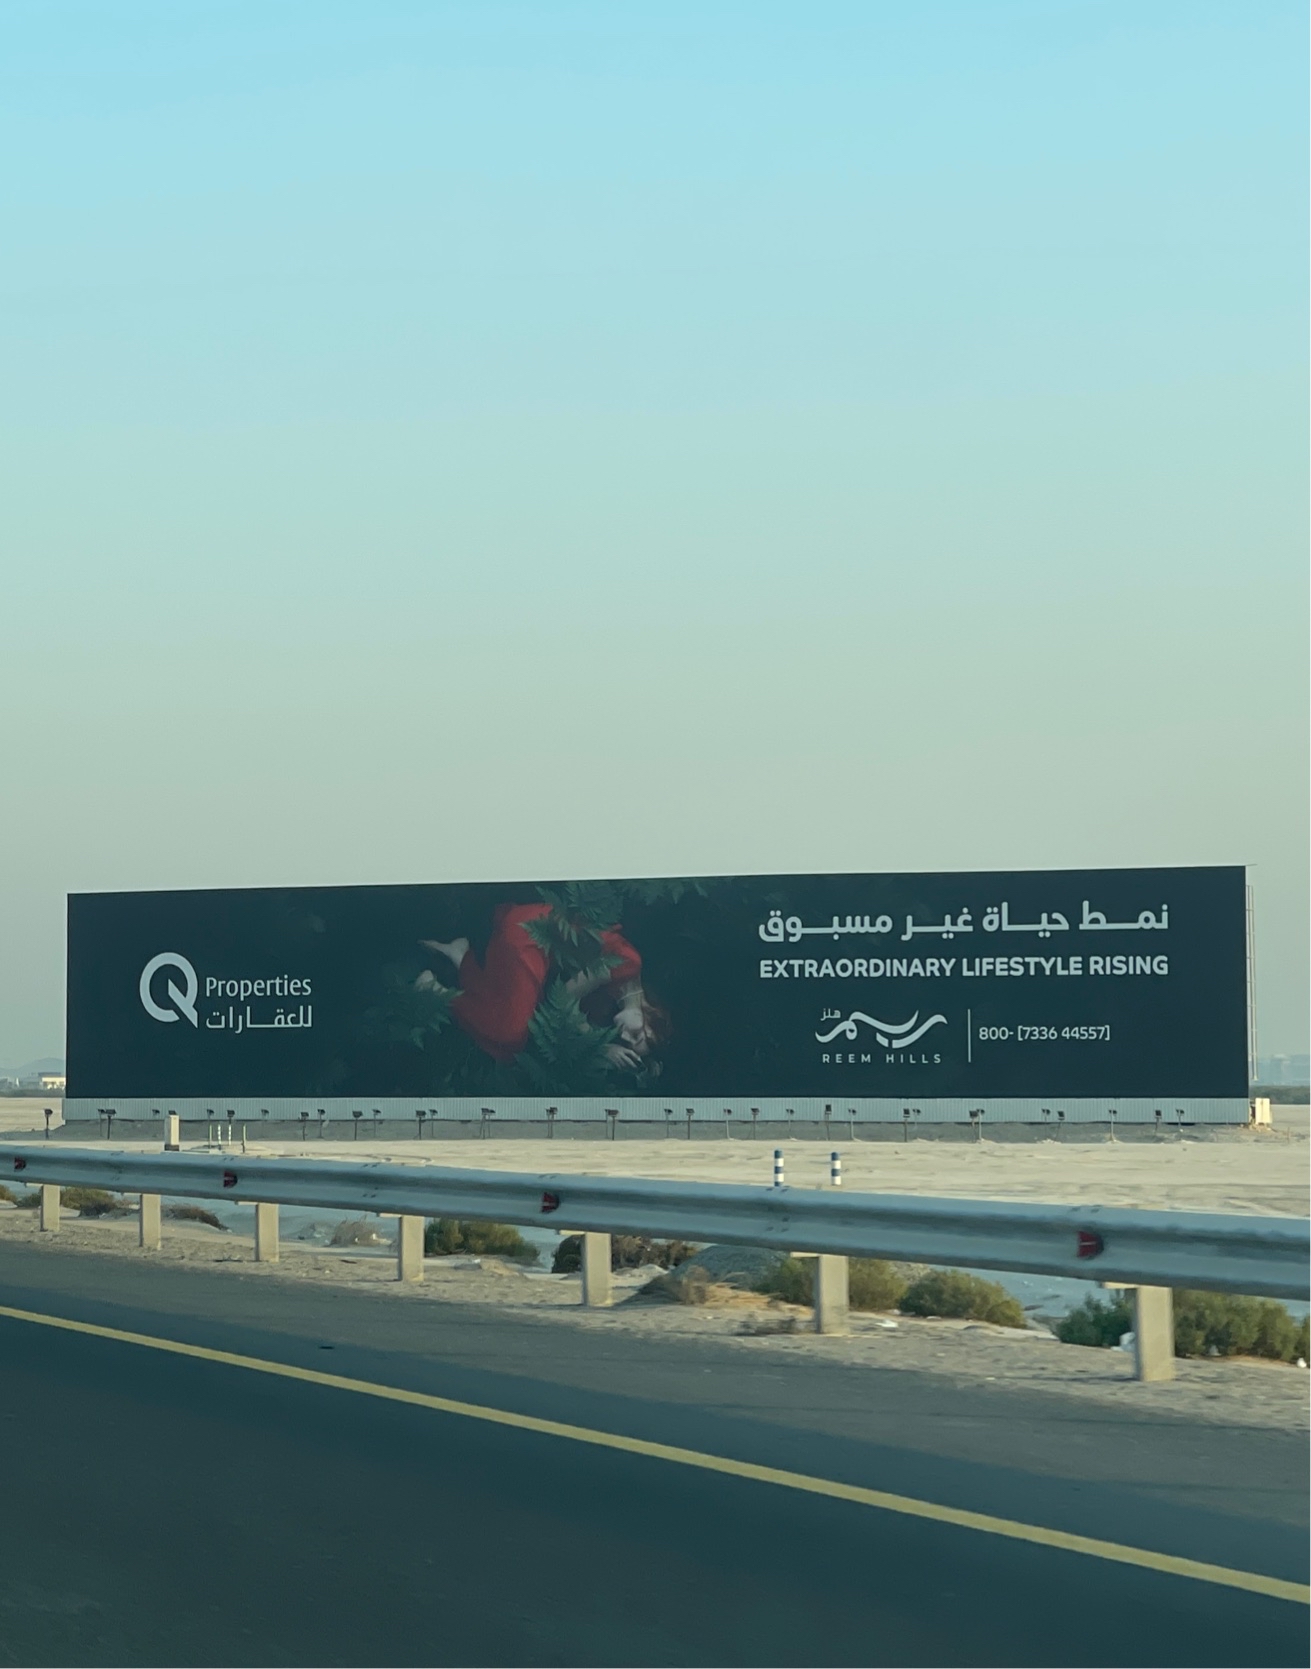 Properties
للعقارات
نمط حياة غير مسبوق
EXTRAORDINARY LIFESTYLE RISING
هلز
ريم
REEM HILLS
800- [7336 44557]